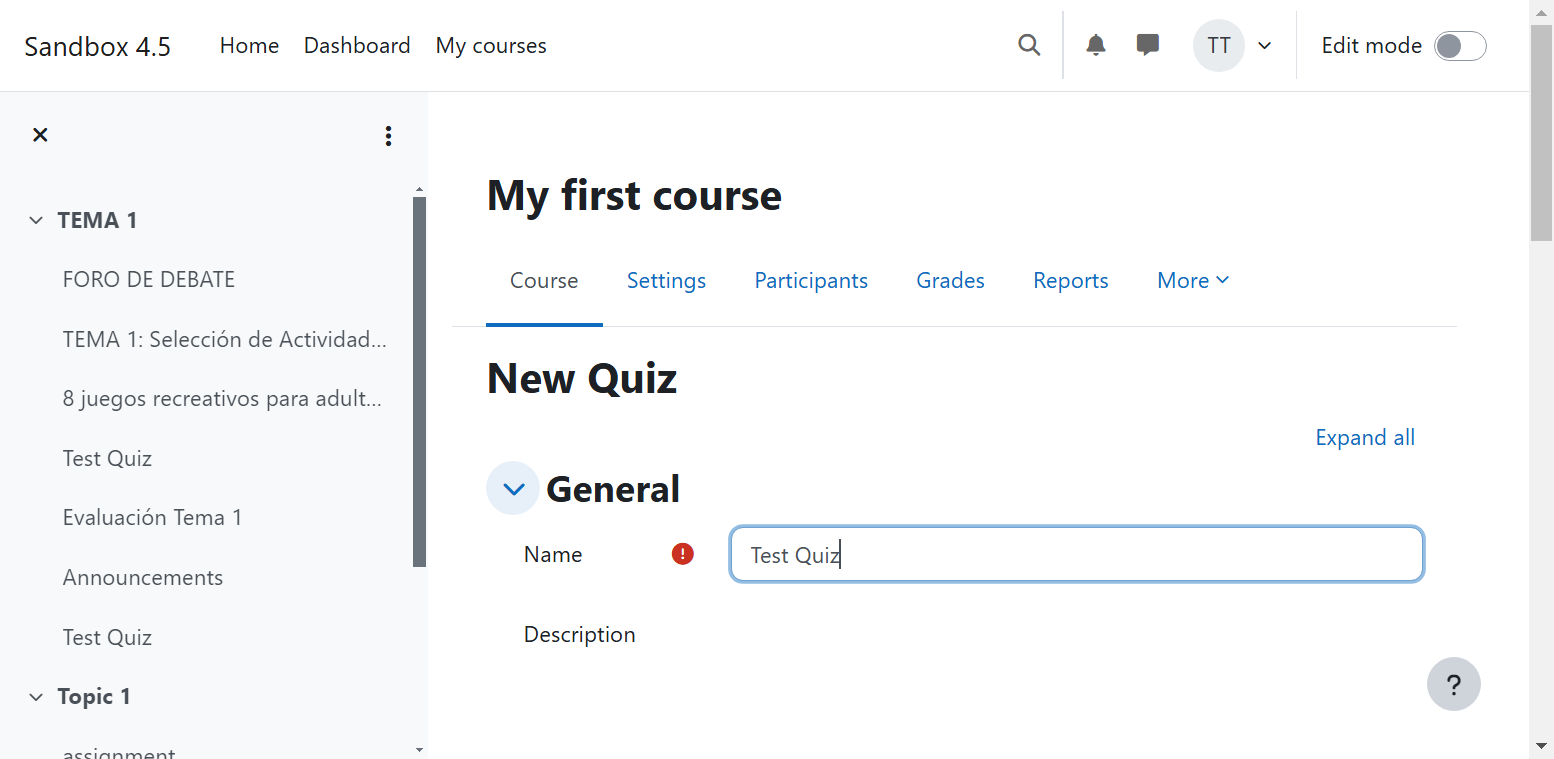 Sandbox 4.5 Home Dashboard My courses TT Edit mode
TEMA 1
FORO DE DEBATE
TEMA 1: Selección de Actividad...
8 juegos recreativos para adult...
Test Quiz
Evaluación Tema 1
Announcements
Test Quiz
Topic 1
assignment
My first course
Course Settings Participants Grades Reports More
New Quiz
Expand all
General
Name ! Test Quiz
Description
?